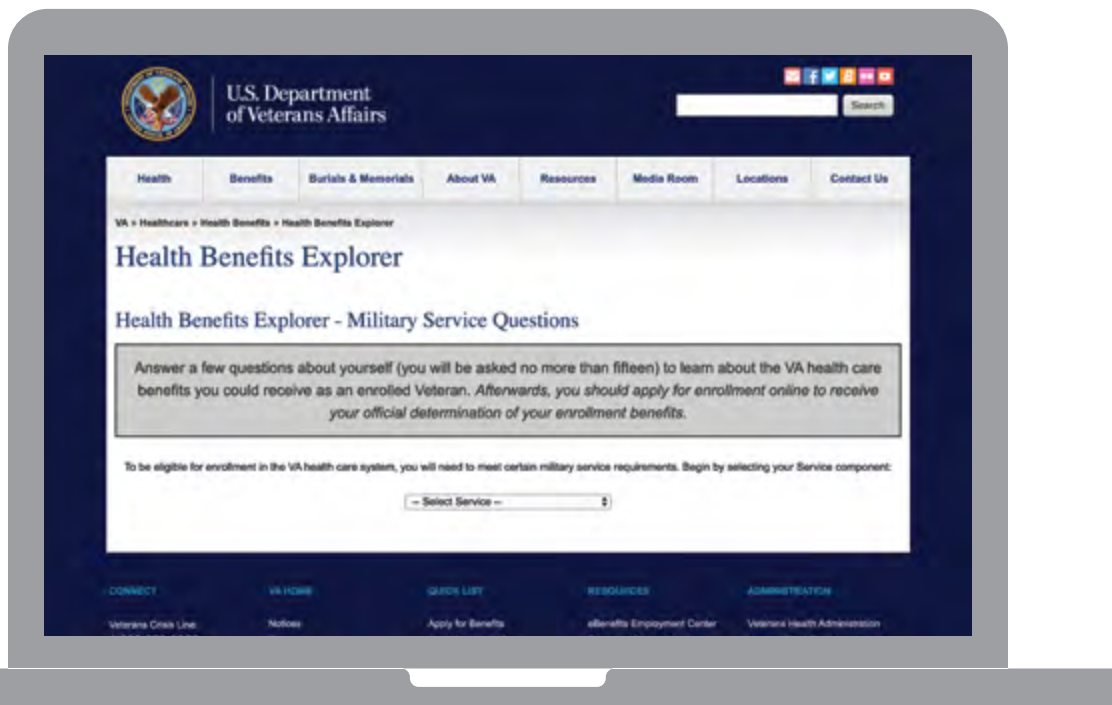 U.S. Department
of Veterans Affairs
Search
Health Benefits Burials & Memorials About VA Resources Media Room Locations Contact Us
VA » Healthcare » Health Benefits » Health Benefits Explorer
Health Benefits Explorer
Health Benefits Explorer - Military Service Questions
Answer a few questions about yourself (you will be asked no more than fifteen) to learn about the VA health care
benefits you could receive as an enrolled Veteran. Afterwards, you should apply for enrollment online to receive
your official determination of your enrollment benefits.
To be eligible for enrollment in the VA health care system, you will need to meet certain military service requirements. Begin by selecting your Service component:
-- Select Service --
CONNECT VA HOME QUICK LIST RESOURCES ADMINISTRATION
Veterans Crisis Line: Notices Apply for Benefits eBenefits Employment Center Veterans Health Administration